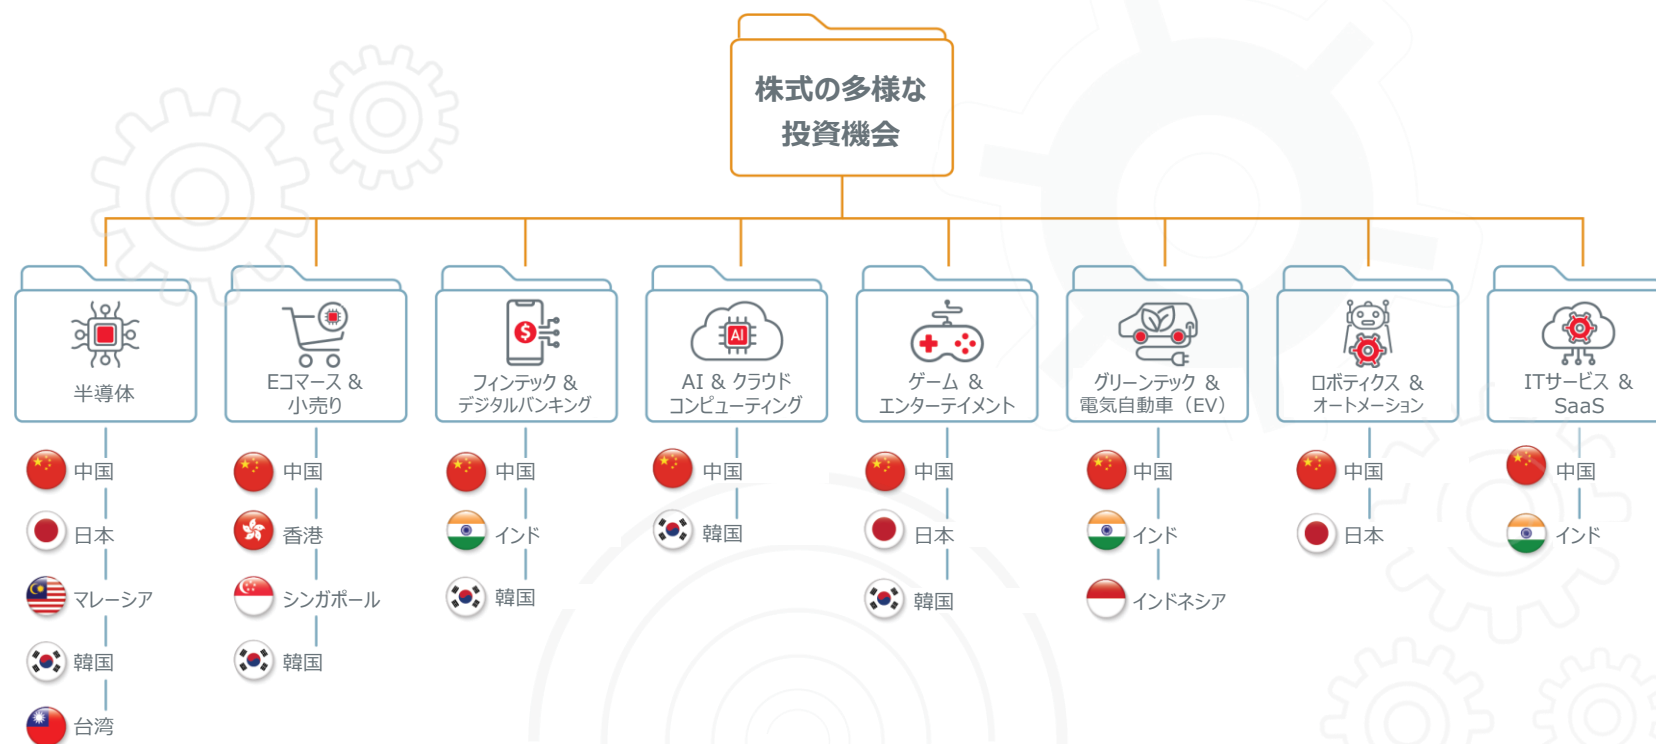 株式の多様な
投資機会
半導体
中国
日本
マレーシア
韓国
台湾
Eコマース &
小売り
中国
香港
シンガポール
韓国
$
フィンテック &
デジタルバンキング
中国
インド
韓国
AI
AI & クラウド
コンピューティング
中国
韓国
ゲーム &
エンターテイメント
中国
日本
韓国
グリーンテック &
電気自動車（EV）
中国
インド
インドネシア
ロボティクス &
オートメーション
中国
日本
ITサービス &
SaaS
中国
インド